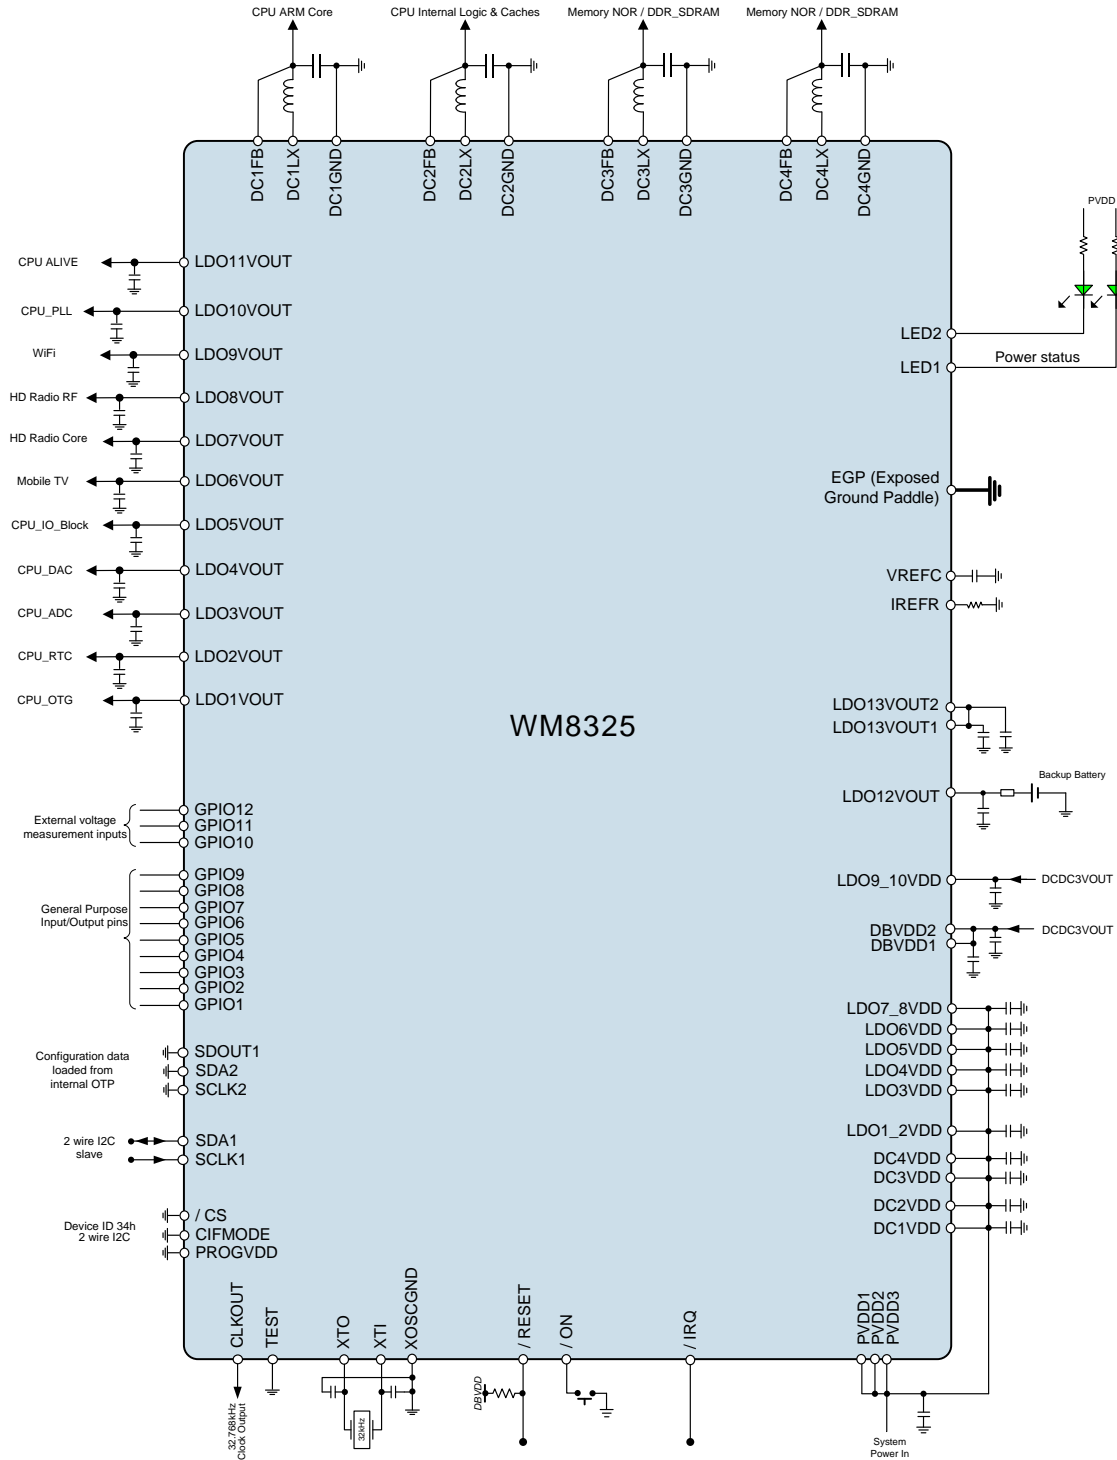 CPU ARM Core
CPU Internal Logic & Caches
Memory NOR / DDR_SDRAM
Memory NOR / DDR_SDRAM
DC1FB
DC1LX
DC1GND
DC2FB
DC2LX
DC2GND
DC3FB
DC3LX
DC3GND
DC4FB
DC4LX
DC4GND
CPU ALIVE
LDO11VOUT
CPU_PLL
LDO10VOUT
WiFi
LDO9VOUT
HD Radio RF
LDO8VOUT
HD Radio Core
LDO7VOUT
Mobile TV
LDO6VOUT
CPU_IO_Block
LDO5VOUT
CPU_DAC
LDO4VOUT
CPU_ADC
LDO3VOUT
CPU_RTC
LDO2VOUT
CPU_OTG
LDO1VOUT
External voltage
measurement inputs
GPIO12
GPIO11
GPIO10
General Purpose
Input/Output pins
GPIO9
GPIO8
GPIO7
GPIO6
GPIO5
GPIO4
GPIO3
GPIO2
GPIO1
Configuration data
loaded from
internal OTP
SDOUT1
SDA2
SCLK2
2 wire I2C
slave
SDA1
SCLK1
Device ID 34h
2 wire I2C
/ CS
CIFMODE
PROGVDD
WM8325
PVDD
LED2
LED1
Power status
EGP (Exposed
Ground Paddle)
VREFC
IREFR
LDO13VOUT2
LDO13VOUT1
LDO12VOUT
Backup Battery
LDO9_10VDD
DCDC3VOUT
DBVDD2
DBVDD1
DCDC3VOUT
LDO7_8VDD
LDO6VDD
LDO5VDD
LDO4VDD
LDO3VDD
LDO1_2VDD
DC4VDD
DC3VDD
DC2VDD
DC1VDD
CLKOUT
TEST
XTO
XTI
XOSCGND
/ RESET
/ ON
/ IRQ
PVDD1
PVDD2
PVDD3
32.768kHz
Clock Output
32kHz
DBVDD
System
Power In